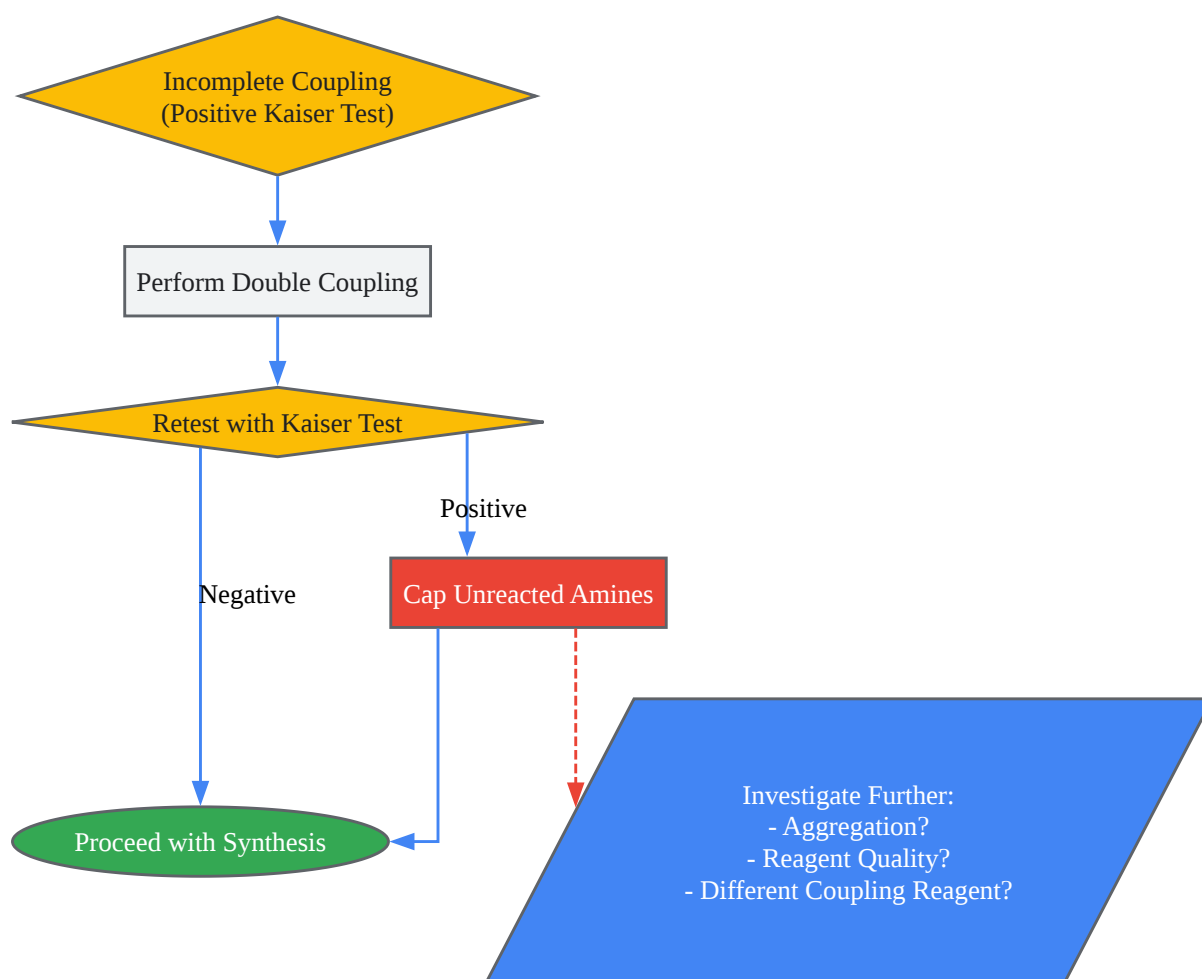 Incomplete Coupling
(Positive Kaiser Test)
Perform Double Coupling
Retest with Kaiser Test
Positive
Cap Unreacted Amines
Negative
Proceed with Synthesis
Investigate Further:
- Aggregation?
- Reagent Quality?
- Different Coupling Reagent?